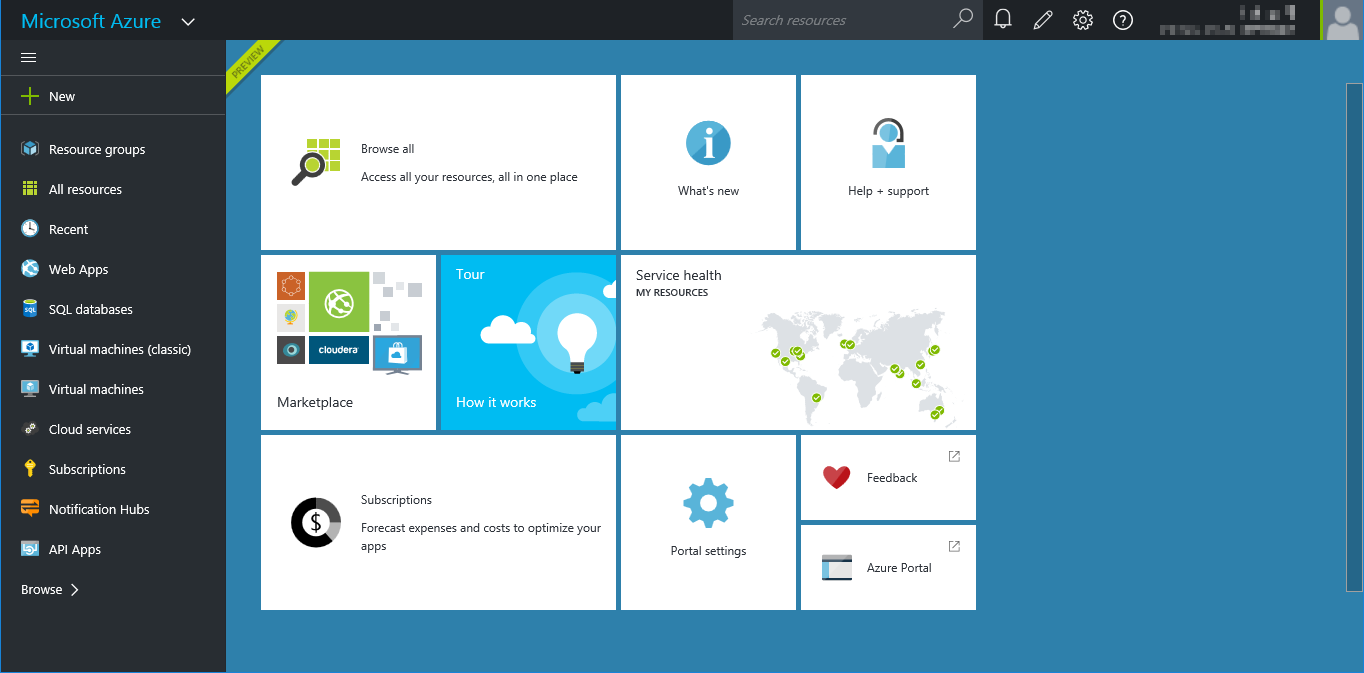 Microsoft Azure
Search resources
PREVIEW
New
Resource groups
All resources
Recent
Web Apps
SQL
SQL databases
Virtual machines (classic)
Virtual machines
Cloud services
Subscriptions
Notification Hubs
API Apps
Browse
Browse all
Access all your resources, all in one place
What's new
Help + support
cloudera
Marketplace
Tour
How it works
Service health
MY RESOURCES
$
Subscriptions
Forecast expenses and costs to optimize your
apps
Portal settings
Feedback
Azure Portal